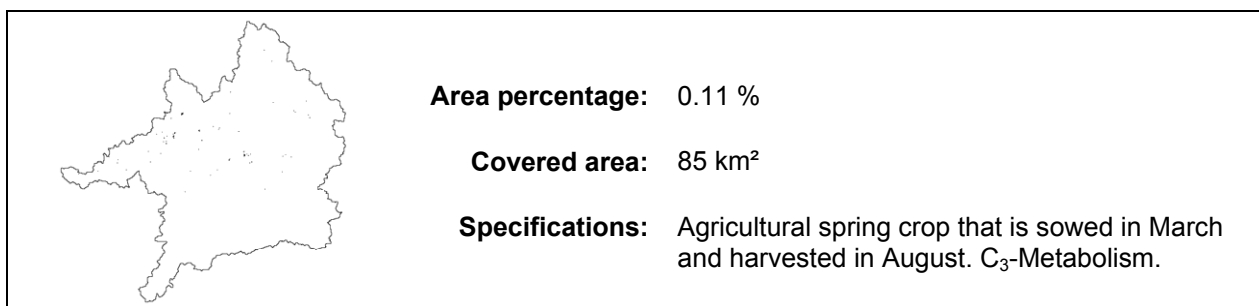 Area percentage: 0.11 %
Covered area: 85 km²
Specifications: Agricultural spring crop that is sowed in March
and harvested in August. C₃-Metabolism.